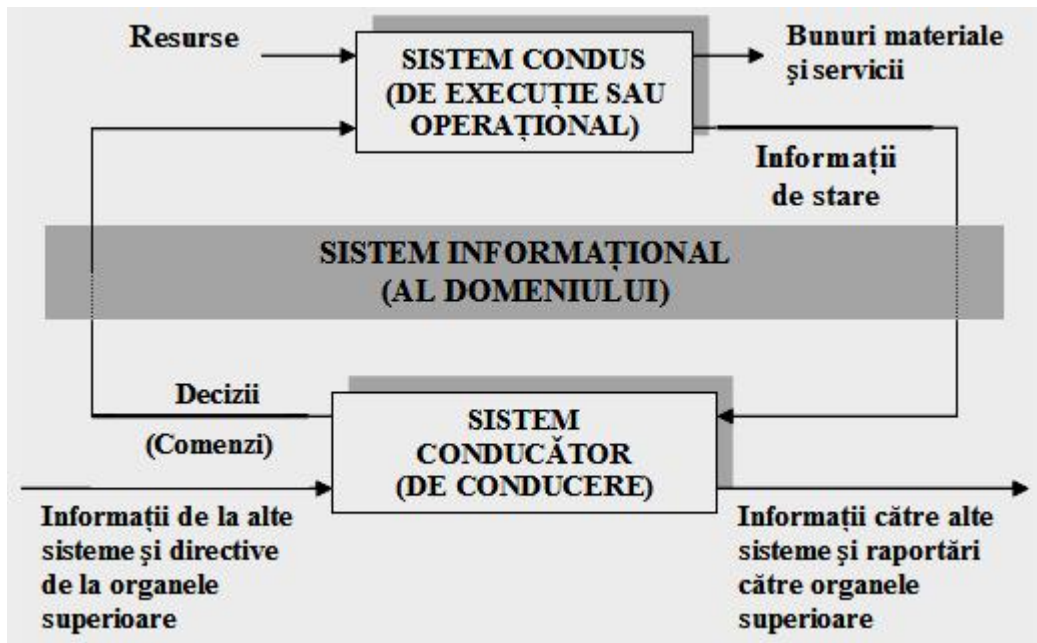 Resurse
SISTEM CONDUS
(DE EXECUȚIE SAU
OPERAȚIONAL)
Bunuri materiale
și servicii
Informații
de stare
SISTEM INFORMAȚIONAL
(AL DOMENIULUI)
Decizii
(Comenzi)
SISTEM
CONDUCĂTOR
(DE CONDUCERE)
Informații de la alte
sisteme și directive
de la organele
superioare
Informații către alte
sisteme și raportări
către organele
superioare